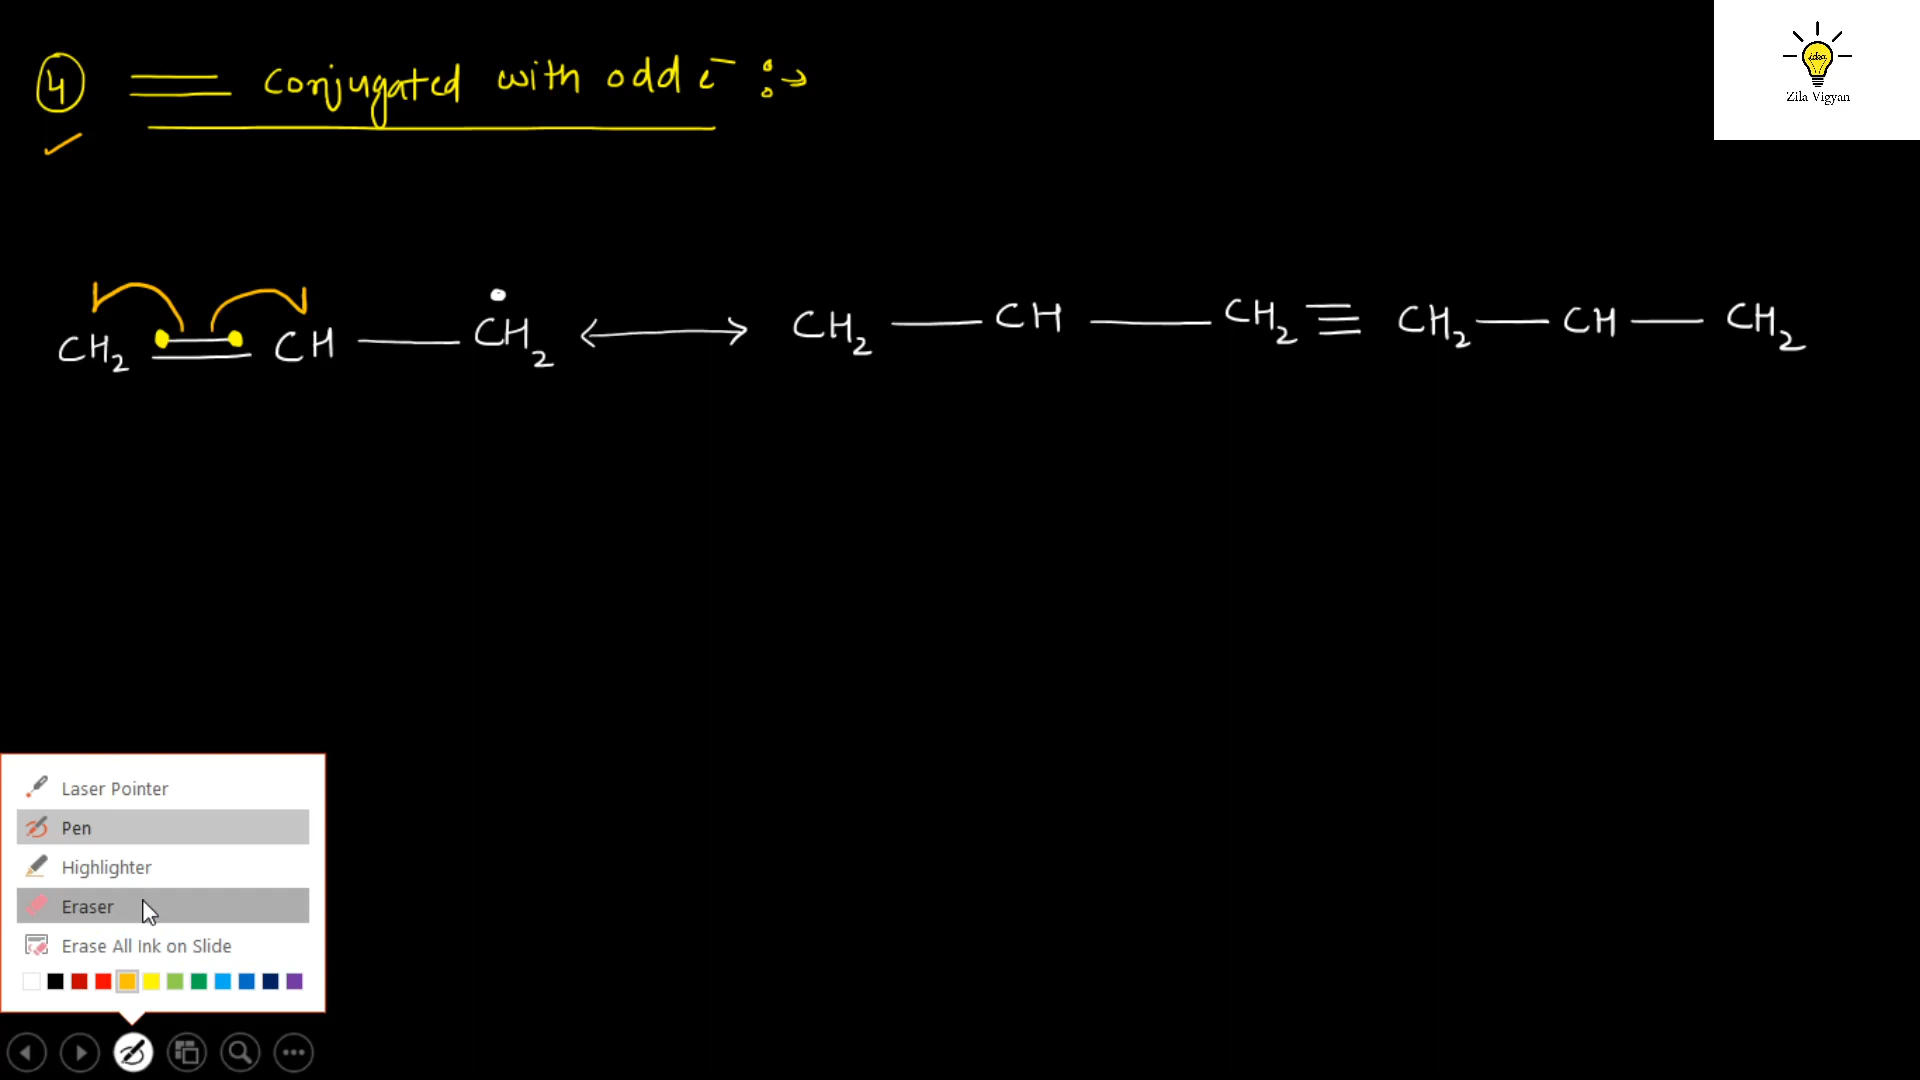 ④ = conjugated with odd e⁻ :→
idea
Zila Vigyan
CH₂ = CH — ĊH₂ ⟷ CH₂ — CH — CH₂ ≡ CH₂ — CH — CH₂
Laser Pointer
Pen
Highlighter
Eraser
Erase All Ink on Slide